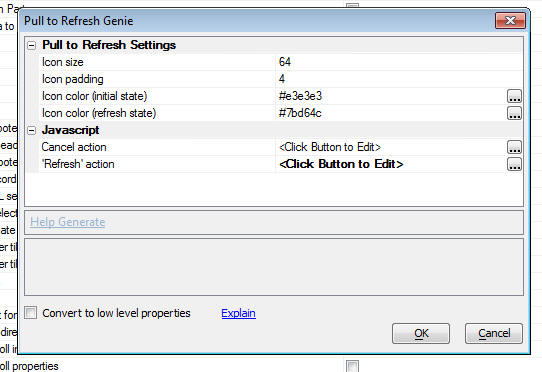 Pull to Refresh Genie
Pull to Refresh Settings
Icon size 64
Icon padding 4
Icon color (initial state) #e3e3e3 ...
Icon color (refresh state) #7bd64c ...
Javascript
Cancel action <Click Button to Edit> ...
'Refresh' action <Click Button to Edit> ...
Help Generate
Convert to low level properties Explain
OK Cancel
oll properties